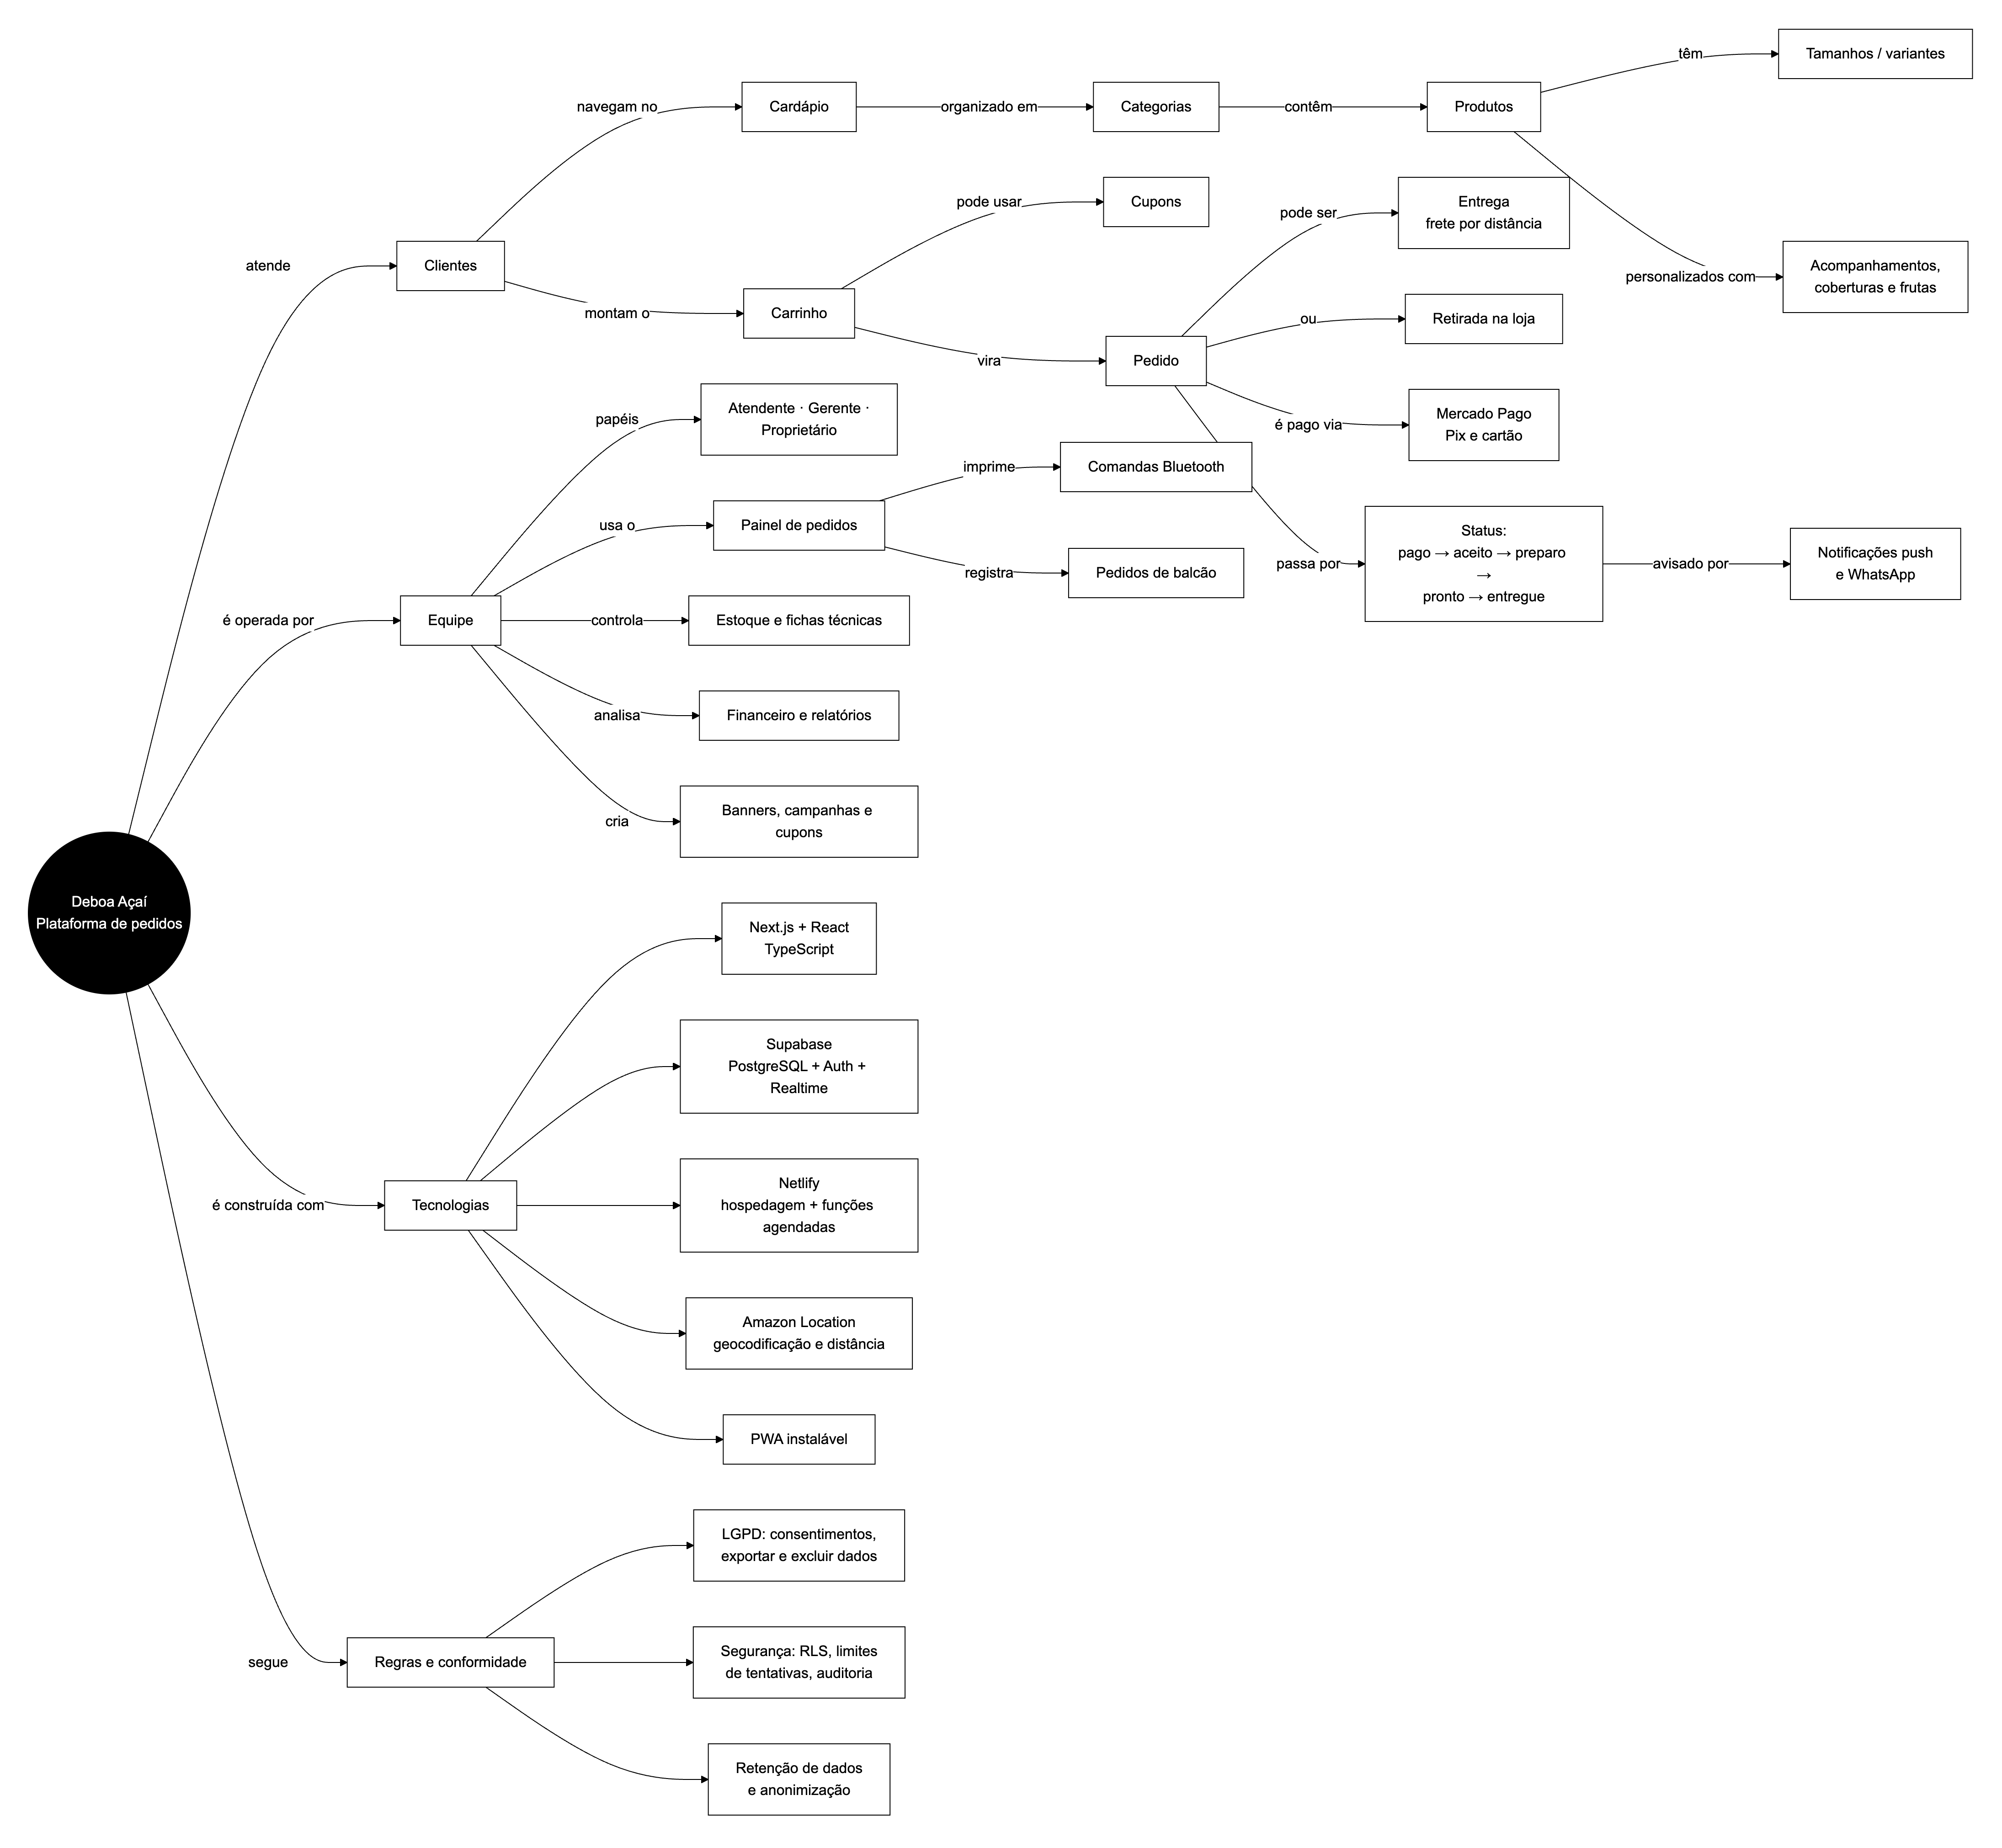 Deboa Açaí
Plataforma de pedidos
atende
Clientes
navegam no
Cardápio
organizado em
Categorias
contêm
Produtos
têm
Tamanhos / variantes
personalizados com
Acompanhamentos,
coberturas e frutas
montam o
Carrinho
pode usar
Cupons
vira
Pedido
pode ser
Entrega
frete por distância
ou
Retirada na loja
é pago via
Mercado Pago
Pix e cartão
passa por
Status:
pago → aceito → preparo
→
pronto → entregue
avisado por
Notificações push
e WhatsApp
é operada por
Equipe
papéis
Atendente · Gerente ·
Proprietário
usa o
Painel de pedidos
imprime
Comandas Bluetooth
registra
Pedidos de balcão
controla
Estoque e fichas técnicas
analisa
Financeiro e relatórios
cria
Banners, campanhas e
cupons
é construída com
Tecnologias
Next.js + React
TypeScript
Supabase
PostgreSQL + Auth +
Realtime
Netlify
hospedagem + funções
agendadas
Amazon Location
geocodificação e distância
PWA instalável
segue
Regras e conformidade
LGPD: consentimentos,
exportar e excluir dados
Segurança: RLS, limites
de tentativas, auditoria
Retenção de dados
e anonimização